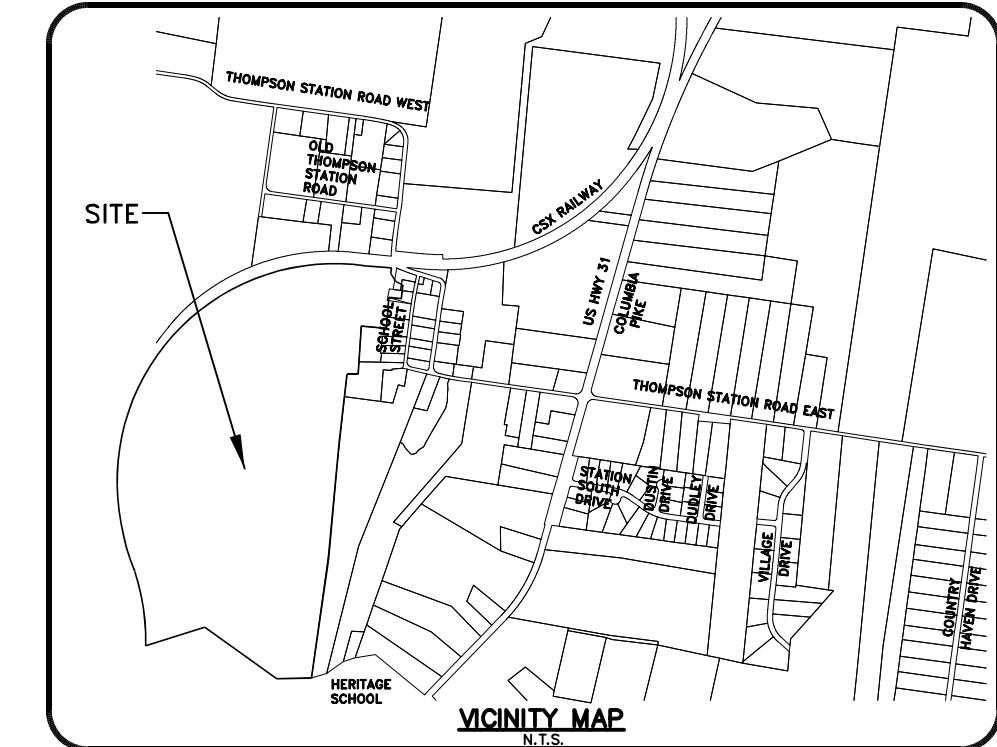 THOMPSON STATION ROAD WEST
OLD
THOMPSON
STATION
ROAD
SITE
CSX RAILWAY
US HWY 31
COLUMBIA
PIKE
SCHOOL
STREET
THOMPSON STATION ROAD EAST
STATION
SOUTH
DRIVE
DUSTIN
DRIVE
DUDLEY
DRIVE
VILLAGE
DRIVE
COUNTRY
HAVEN DRIVE
HERITAGE
SCHOOL
VICINITY MAP
N.T.S.